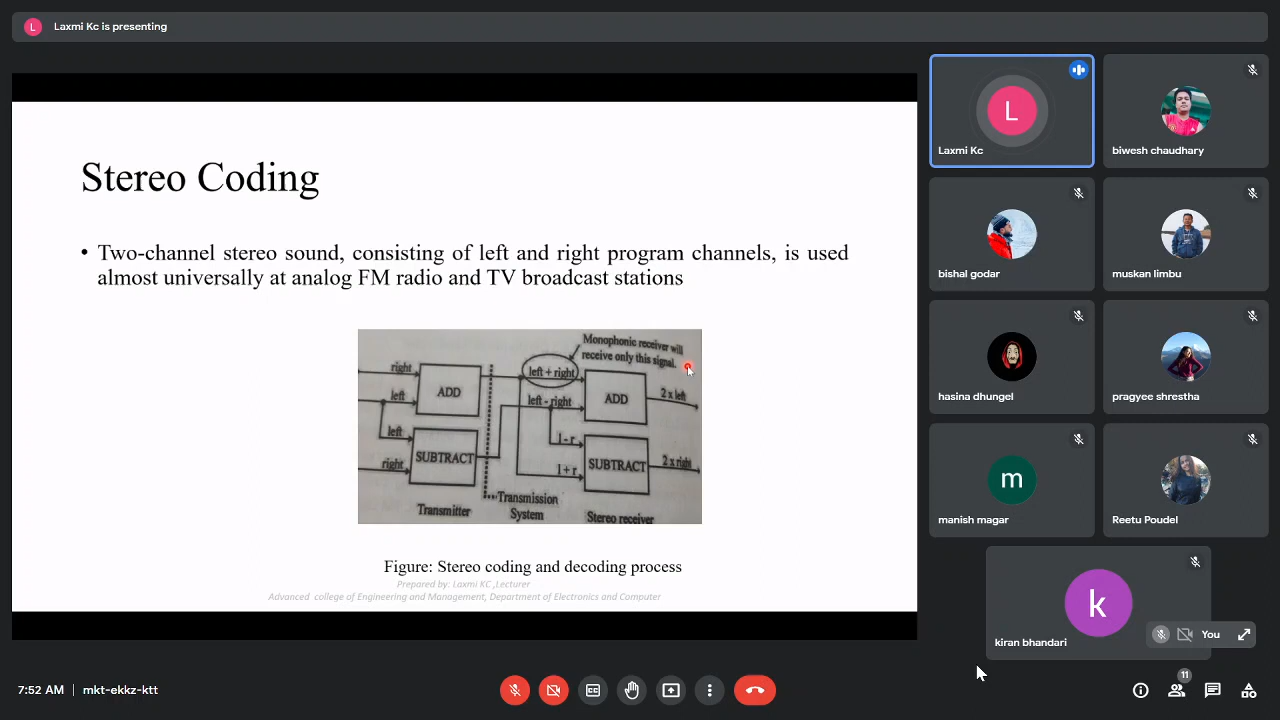 L
Laxmi Kc is presenting
Stereo Coding
• Two-channel stereo sound, consisting of left and right program channels, is used
almost universally at analog FM radio and TV broadcast stations
Monophonic receiver will
receive only this signal.
right
ADD
left + right
ADD
2 x left
left
left - right
left
SUBTRACT
l - r
SUBTRACT
2 x right
right
l + r
Transmitter
Transmission
System
Stereo receiver
Figure: Stereo coding and decoding process
Prepared by: Laxmi KC ,Lecturer
Advanced college of Engineering and Management, Department of Electronics and Computer
L
Laxmi Kc
biwesh chaudhary
bishal godar
muskan limbu
hasina dhungel
pragyee shrestha
m
manish magar
Reetu Poudel
k
kiran bhandari
You
7:52 AM
mkt-ekkz-ktt
11